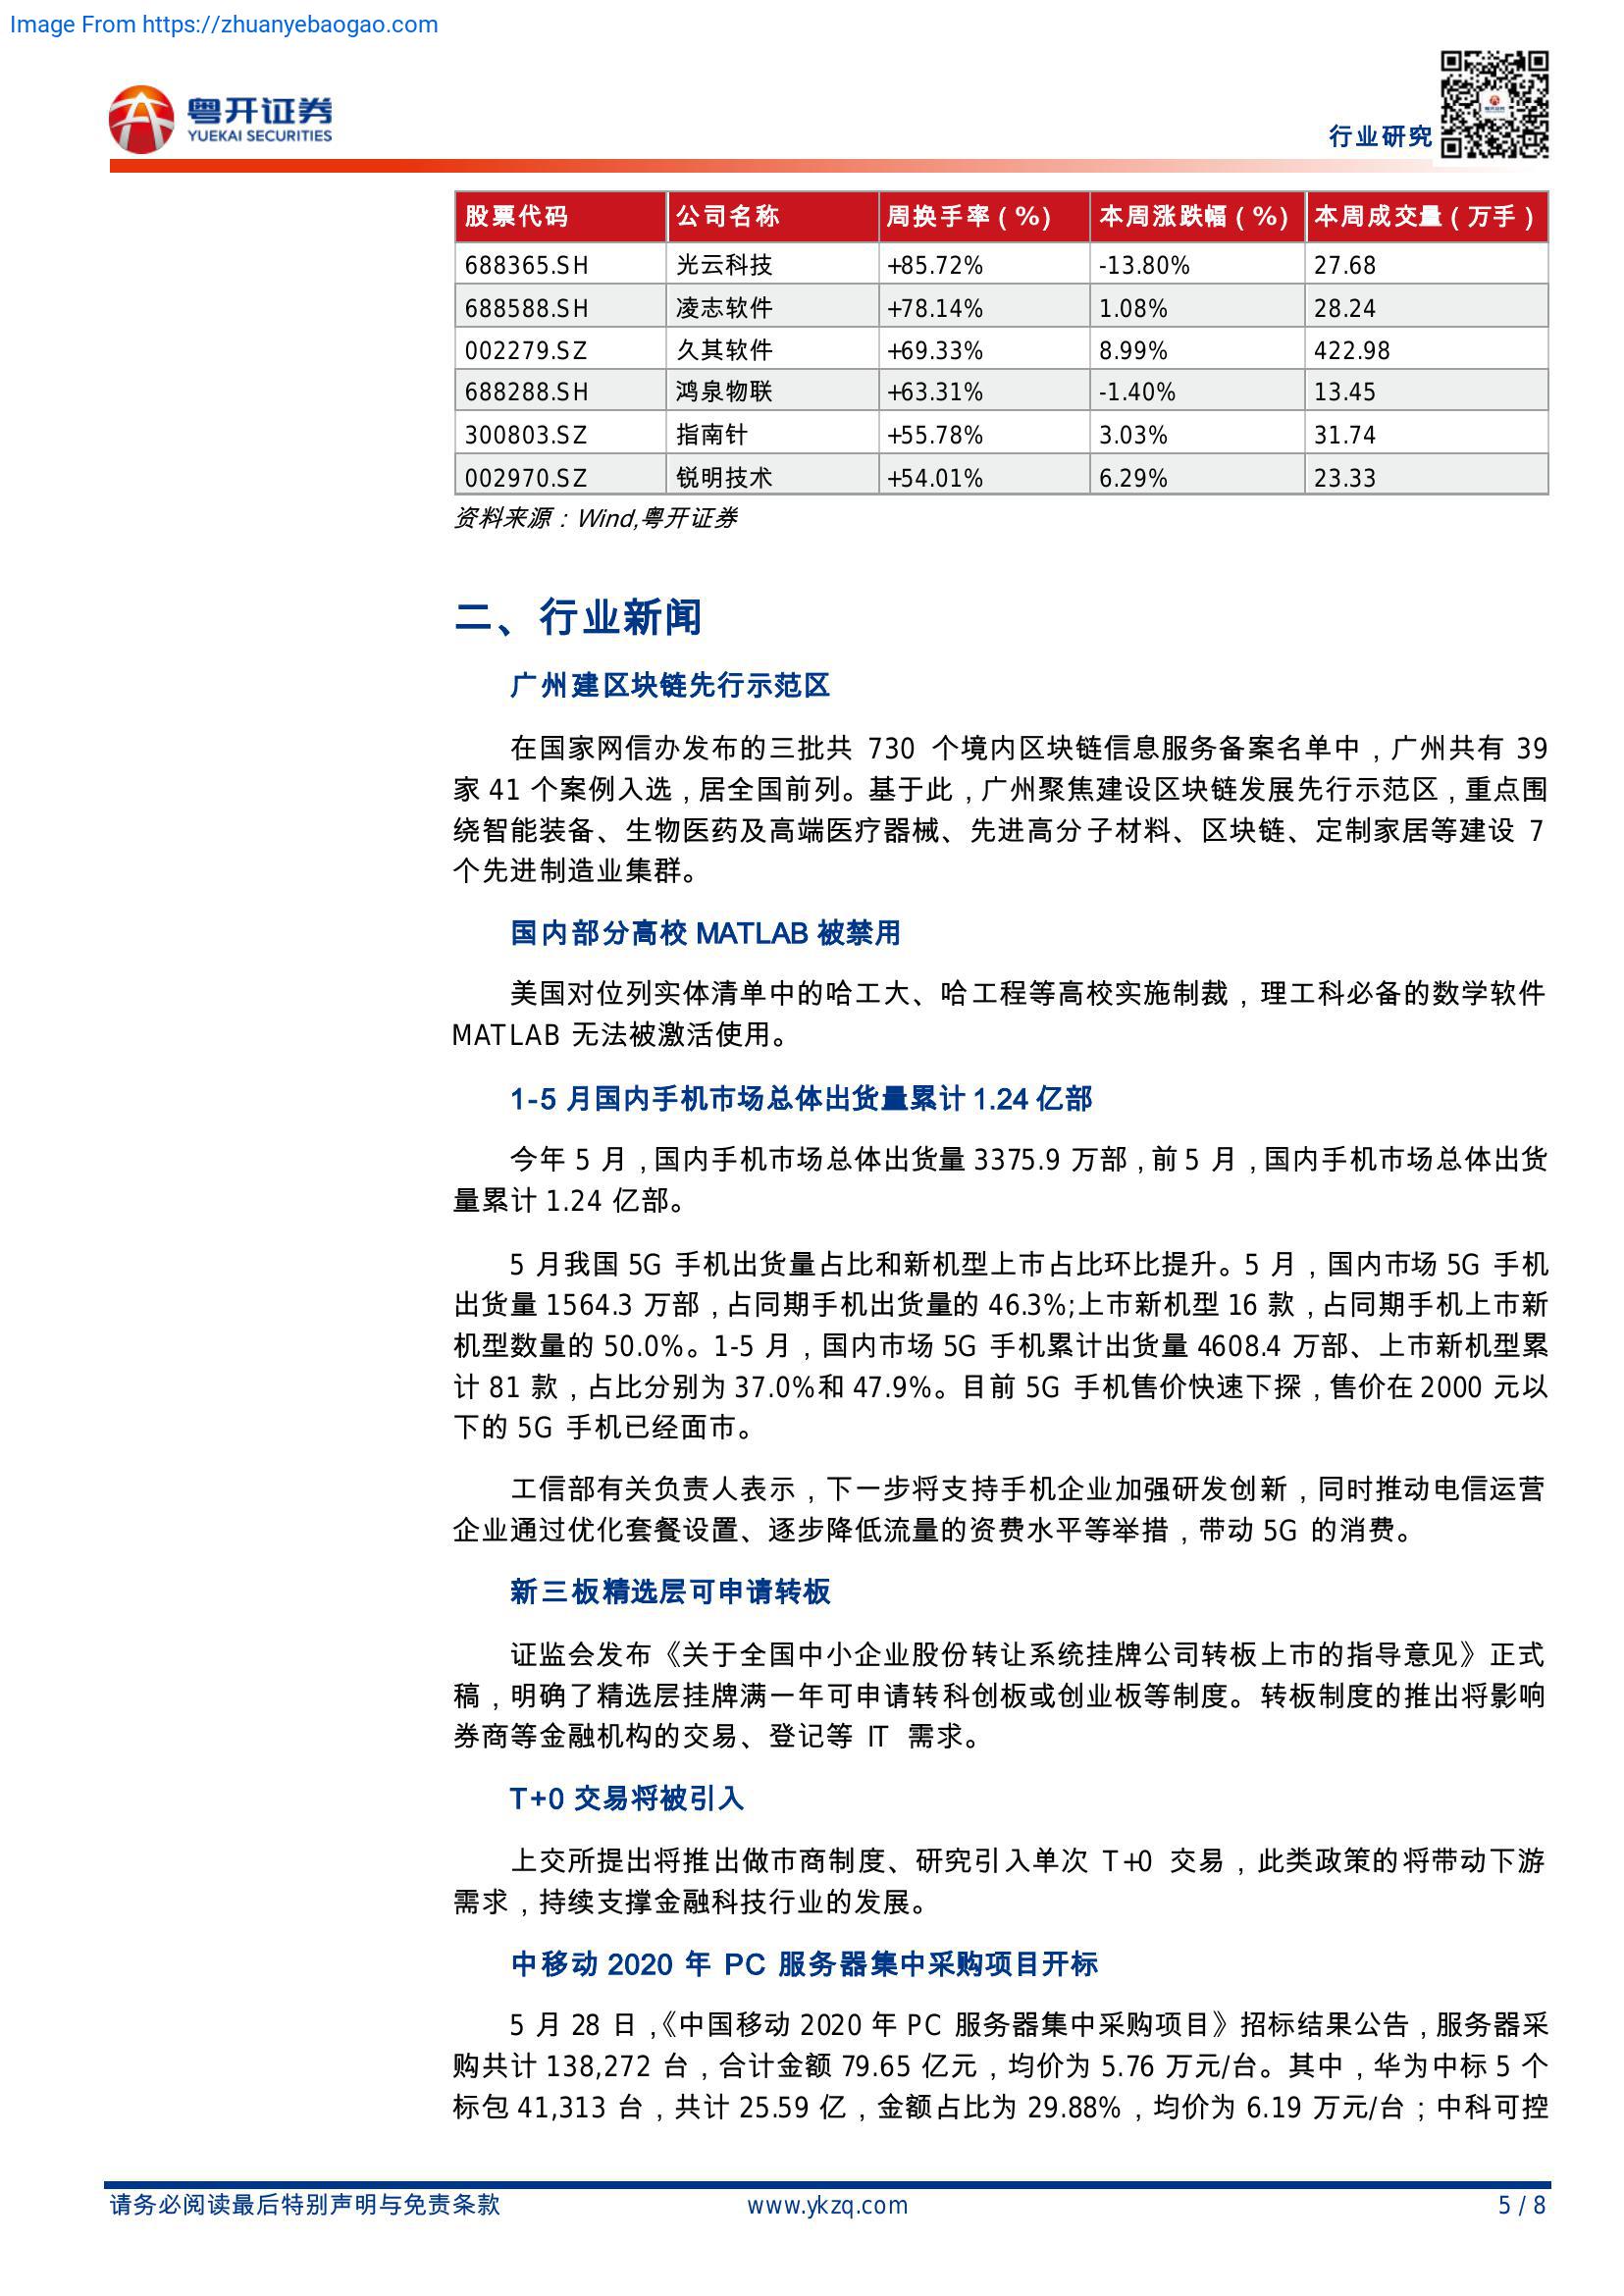 Image From https://zhuanyebaogao.com
粤开证券
YUEKAI SECURITIES
行业研究
股票代码 公司名称 周换手率(%) 本周涨跌幅(%) 本周成交量(万手)
688365.SH 光云科技 +85.72% -13.80% 27.68
688588.SH 凌志软件 +78.14% 1.08% 28.24
002279.SZ 久其软件 +69.33% 8.99% 422.98
688288.SH 鸿泉物联 +63.31% -1.40% 13.45
300803.SZ 指南针 +55.78% 3.03% 31.74
002970.SZ 锐明技术 +54.01% 6.29% 23.33
资料来源：Wind,粤开证券
二、行业新闻
广州建区块链先行示范区
在国家网信办发布的三批共 730 个境内区块链信息服务备案名单中，广州共有 39
家 41 个案例入选，居全国前列。基于此，广州聚焦建设区块链发展先行示范区，重点围
绕智能装备、生物医药及高端医疗器械、先进高分子材料、区块链、定制家居等建设 7
个先进制造业集群。
国内部分高校 MATLAB 被禁用
美国对位列实体清单中的哈工大、哈工程等高校实施制裁，理工科必备的数学软件
MATLAB 无法被激活使用。
1-5 月国内手机市场总体出货量累计 1.24 亿部
今年 5 月，国内手机市场总体出货量 3375.9 万部，前 5 月，国内手机市场总体出货
量累计 1.24 亿部。
5 月我国 5G 手机出货量占比和新机型上市占比环比提升。5 月，国内市场 5G 手机
出货量 1564.3 万部，占同期手机出货量的 46.3%;上市新机型 16 款，占同期手机上市新
机型数量的 50.0%。1-5 月，国内市场 5G 手机累计出货量 4608.4 万部、上市新机型累
计 81 款，占比分别为 37.0%和 47.9%。目前 5G 手机售价快速下探，售价在 2000 元以
下的 5G 手机已经面市。
工信部有关负责人表示，下一步将支持手机企业加强研发创新，同时推动电信运营
企业通过优化套餐设置、逐步降低流量的资费水平等举措，带动 5G 的消费。
新三板精选层可申请转板
证监会发布《关于全国中小企业股份转让系统挂牌公司转板上市的指导意见》正式
稿，明确了精选层挂牌满一年可申请转科创板或创业板等制度。转板制度的推出将影响
券商等金融机构的交易、登记等 IT 需求。
T+0 交易将被引入
上交所提出将推出做市商制度、研究引入单次 T+0 交易，此类政策的将带动下游
需求，持续支撑金融科技行业的发展。
中移动 2020 年 PC 服务器集中采购项目开标
5 月 28 日，《中国移动 2020 年 PC 服务器集中采购项目》招标结果公告，服务器采
购共计 138,272 台，合计金额 79.65 亿元，均价为 5.76 万元/台。其中，华为中标 5 个
标包 41,313 台，共计 25.59 亿，金额占比为 29.88%，均价为 6.19 万元/台；中科可控
请务必阅读最后特别声明与免责条款 www.ykzq.com 5 / 8